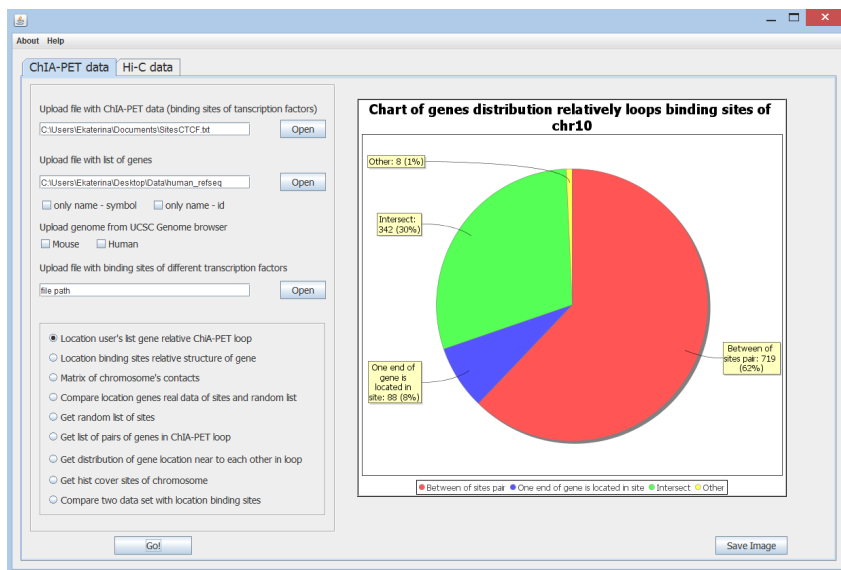 About Help
ChIA-PET data Hi-C data
Upload file with ChIA-PET data (binding sites of tanscription factors)
C:\Users\Ekaterina\Documents\SitesCTCF.txt Open
Upload file with list of genes
C:\Users\Ekaterina\Desktop\Data\human_refseq Open
only name - symbol only name - id
Upload genome from UCSC Genome browser
Mouse Human
Upload file with binding sites of different transcription factors
file path Open
Location user's list gene relative ChiA-PET loop
Location binding sites relative structure of gene
Matrix of chromosome's contacts
Compare location genes real data of sites and random list
Get random list of sites
Get list of pairs of genes in ChIA-PET loop
Get distribution of gene location near to each other in loop
Get hist cover sites of chromosome
Compare two data set with location binding sites
Go!
Chart of genes distribution relatively loops binding sites of
chr10
Other: 8 (1%)
Intersect:
342 (30%)
One end of
gene is
located in
site: 88 (8%)
Between of
sites pair: 719
(62%)
Between of sites pair One end of gene is located in site Intersect Other
Save Image